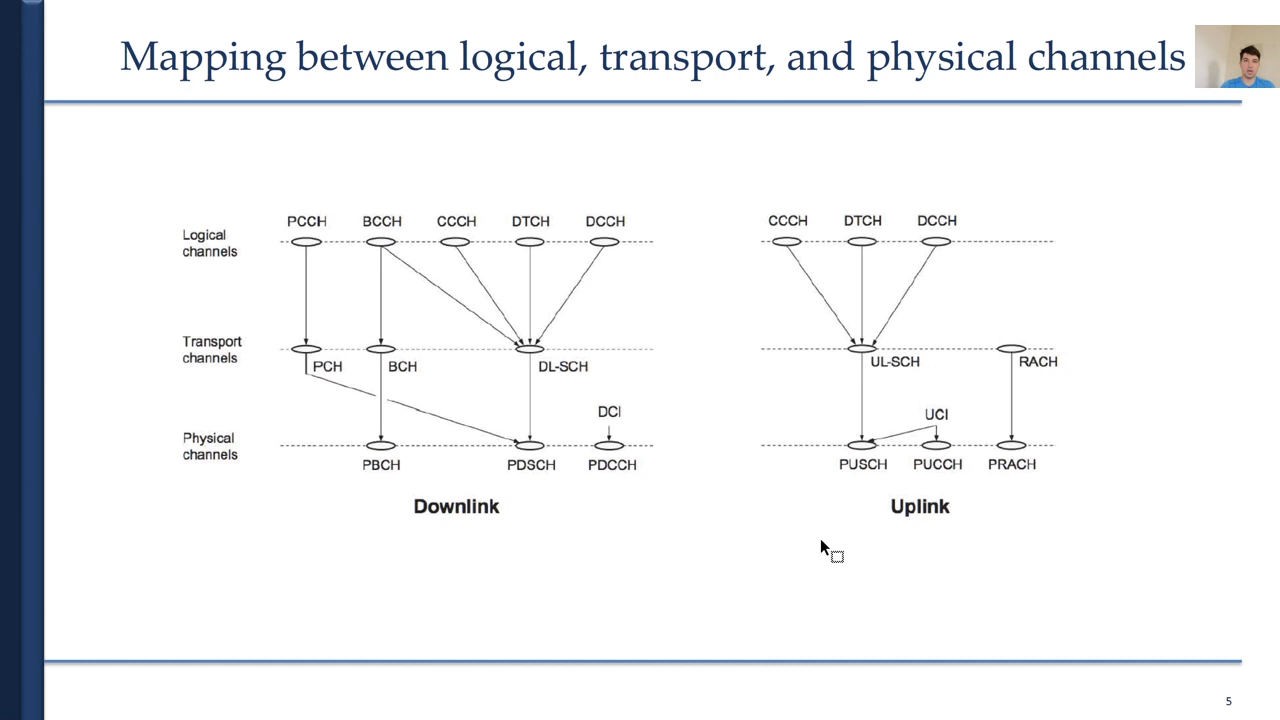 Mapping between logical, transport, and physical channels
PCCH BCCH CCCH DTCH DCCH
Logical
channels
Transport
channels
PCH BCH DL-SCH
DCI
Physical
channels
PBCH PDSCH PDCCH
Downlink
CCCH DTCH DCCH
UL-SCH RACH
UCI
PUSCH PUCCH PRACH
Uplink
5